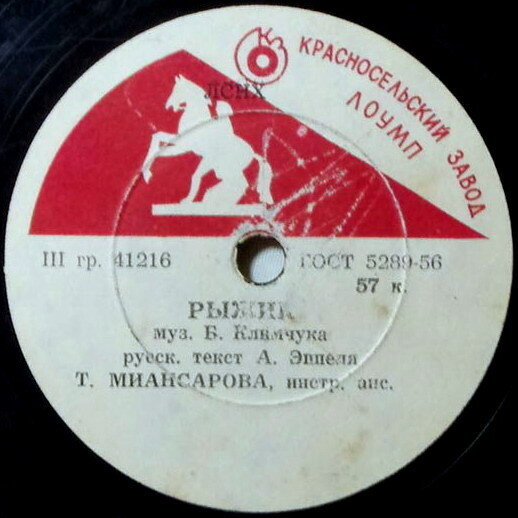 КРАСНОСЕЛЬСКИЙ ЗАВОД
ЛОУМП
ЛСНХ
III гр. 41216
ГОСТ 5289-56
57 к.
РЫЖИК
муз. Б. Климчука
русск. текст А. Эппеля
Т. МИАНСАРОВА, инстр. анс.